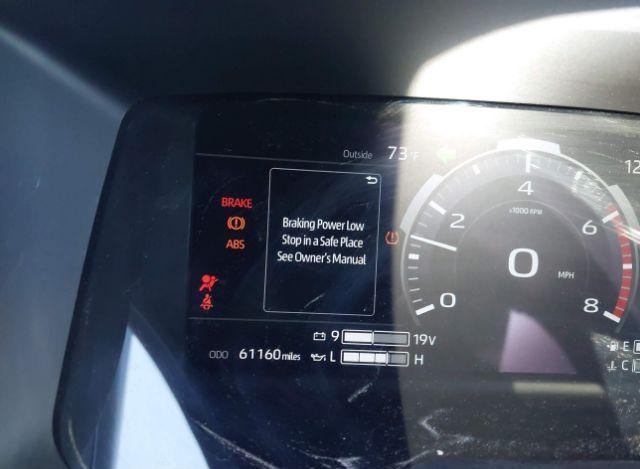 Outside 73°F
12
4
x1000 RPM
BRAKE
ABS
Braking Power Low
Stop in a Safe Place
See Owner's Manual
2
6
0 MPH
0
8
9 19V
E
ODO 61160 miles
L H
C